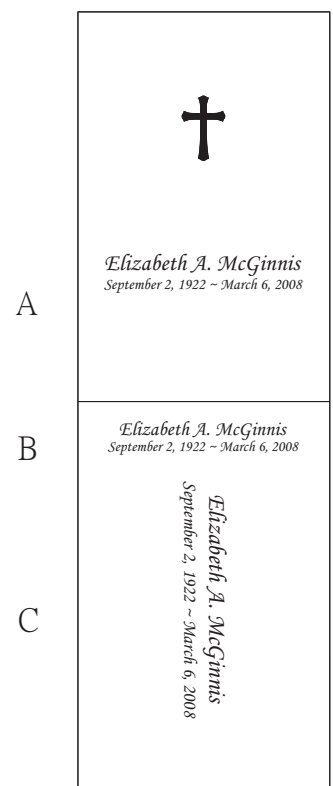 Elizabeth A. McGinnis
September 2, 1922 ~ March 6, 2008
A
Elizabeth A. McGinnis
September 2, 1922 ~ March 6, 2008
B
Elizabeth A. McGinnis
September 2, 1922 ~ March 6, 2008
C